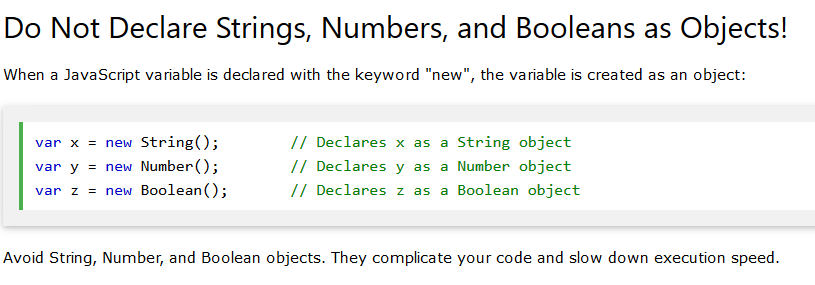 Do Not Declare Strings, Numbers, and Booleans as Objects!
When a JavaScript variable is declared with the keyword "new", the variable is created as an object:
var x = new String();        // Declares x as a String object
var y = new Number();        // Declares y as a Number object
var z = new Boolean();       // Declares z as a Boolean object
Avoid String, Number, and Boolean objects. They complicate your code and slow down execution speed.